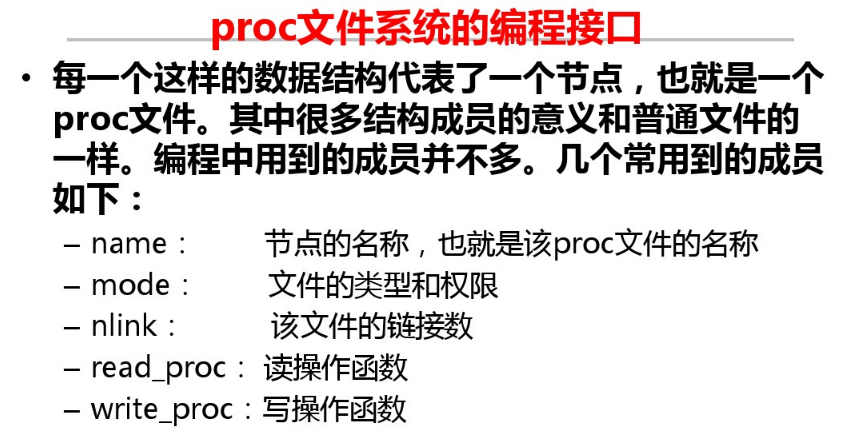 proc文件系统的编程接口
• 每一个这样的数据结构代表了一个节点，也就是一个
proc文件。其中很多结构成员的意义和普通文件的
一样。编程中用到的成员并不多。几个常用到的成员
如下：
– name： 节点的名称，也就是该proc文件的名称
– mode： 文件的类型和权限
– nlink： 该文件的链接数
– read_proc： 读操作函数
– write_proc：写操作函数